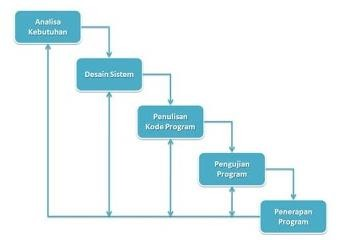 Analisa
Kebutuhan
Desain Sistem
Penulisan
Kode Program
Pengujian
Program
Penerapan
Program